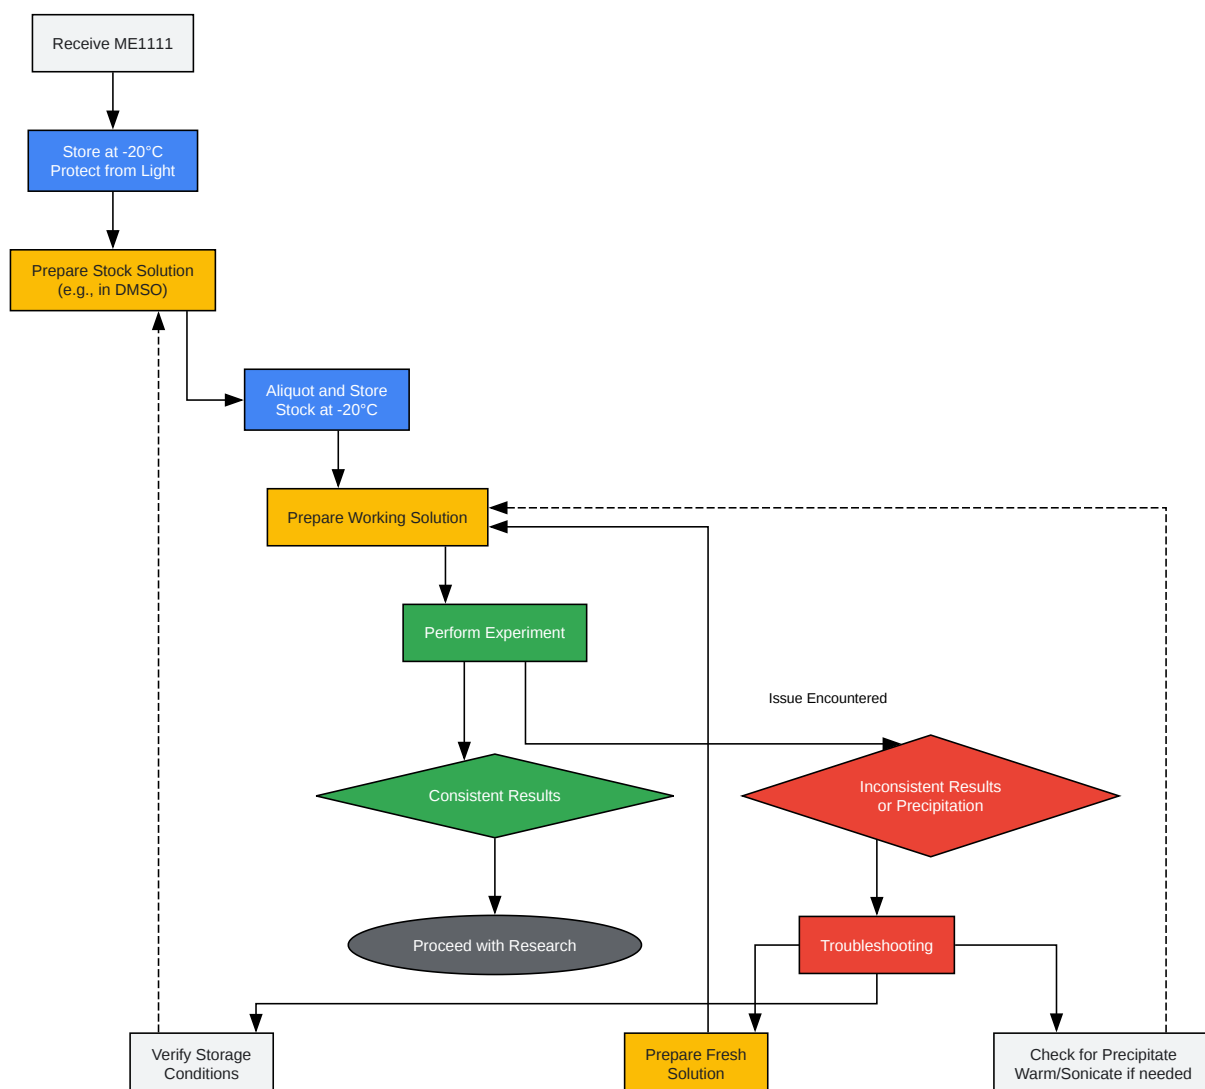 Receive ME1111
Store at -20°C
Protect from Light
Prepare Stock Solution
(e.g., in DMSO)
Aliquot and Store
Stock at -20°C
Prepare Working Solution
Perform Experiment
Issue Encountered
Consistent Results
Inconsistent Results
or Precipitation
Proceed with Research
Troubleshooting
Verify Storage
Conditions
Prepare Fresh
Solution
Check for Precipitate
Warm/Sonicate if needed